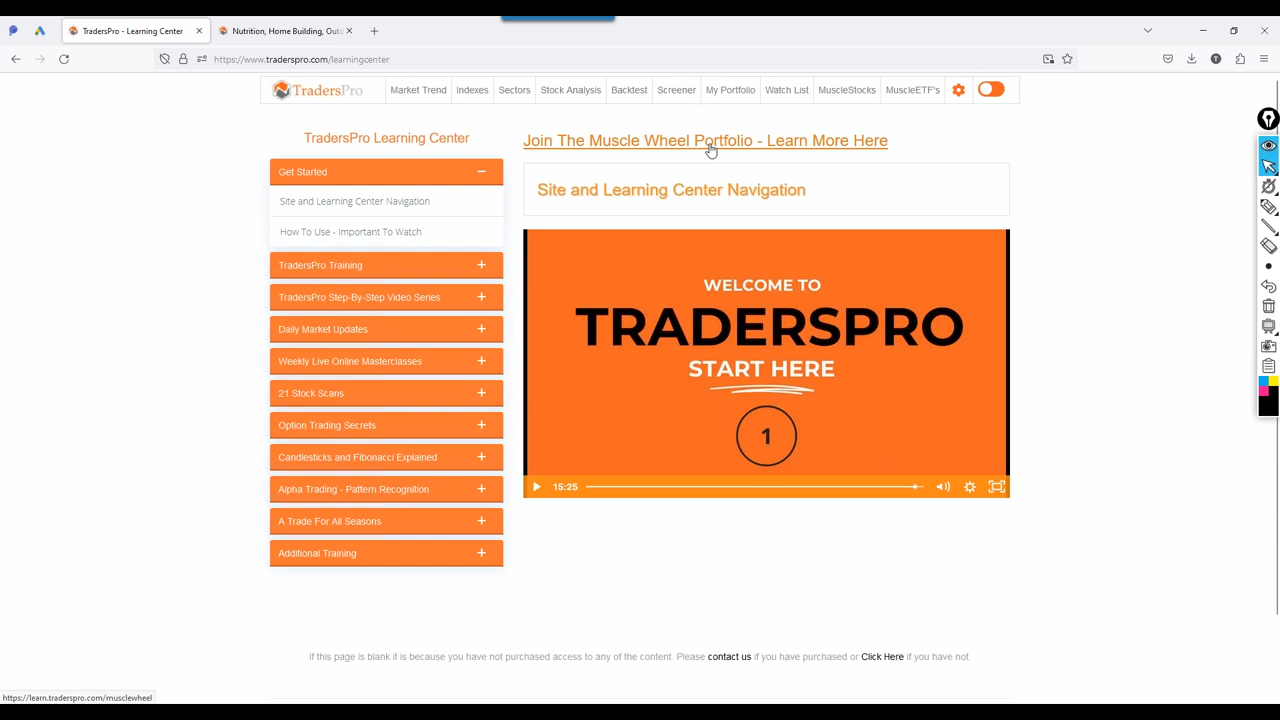 TradersPro - Learning Center
Nutrition, Home Building, Outd
https://www.traderspro.com/learningcenter
TradersPro
Market Trend
Indexes
Sectors
Stock Analysis
Backtest
Screener
My Portfolio
Watch List
MuscleStocks
MuscleETF's
TradersPro Learning Center
Get Started
Site and Learning Center Navigation
How To Use - Important To Watch
TradersPro Training
TradersPro Step-By-Step Video Series
Daily Market Updates
Weekly Live Online Masterclasses
21 Stock Scans
Option Trading Secrets
Candlesticks and Fibonacci Explained
Alpha Trading - Pattern Recognition
A Trade For All Seasons
Additional Training
Join The Muscle Wheel Portfolio - Learn More Here
Site and Learning Center Navigation
WELCOME TO
TRADERSPRO
START HERE
1
15:25
If this page is blank it is because you have not purchased access to any of the content. Please contact us if you have purchased or Click Here if you have not.
https://learn.traderspro.com/musclewheel